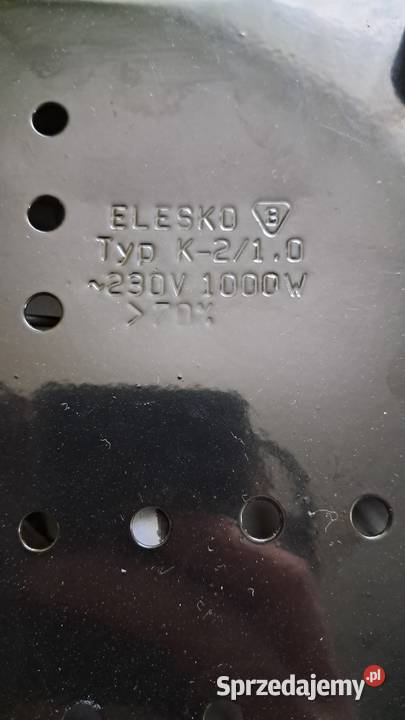 ELESKO B
Typ K-2/1.0
~230V 1000W
>70%
Sprzedajemy.pl